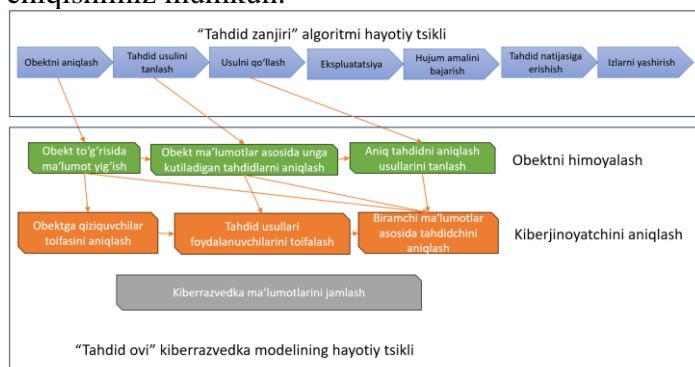 chiqishimiz mumkin.
“Tahdid zanjiri” algoritmi hayotiy tsikli
Obektni aniqlash
Tahdid usulini
tanlash
Usulni qo‘llash
Ekspluatatsiya
Hujum amalini
bajarish
Tahdid natijasiga
erishish
Izlarni yashirish
Obekt to‘g‘risida
ma’lumot yig‘ish
Obekt ma’lumotlar asosida unga
kutiladigan tahdidlarni aniqlash
Aniq tahdidni aniqlash
usullarini tanlash
Obektni himoyalash
Obektga qiziquvchilar
toifasini aniqlash
Tahdid usullari
foydalanuvchilarini toifalash
Biramchi ma’lumotlar
asosida tahdidchini
aniqlash
Kiberjinoyatchini aniqlash
Kiberrazvedka ma’lumotlarini jamlash
“Tahdid ovi” kiberrazvedka modelining hayotiy tsikli